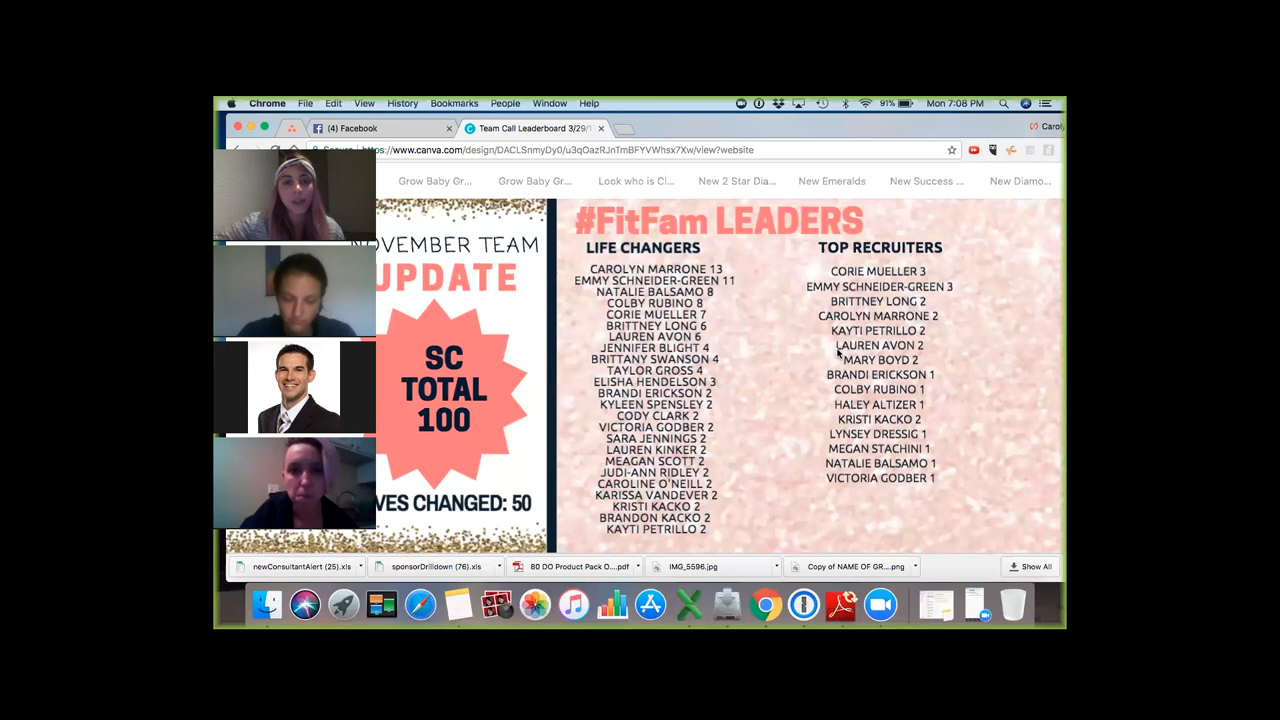 Chrome File Edit View History Bookmarks People Window Help 91% Mon 7:08 PM
(4) Facebook Team Call Leaderboard 3/29/1 Caroly
https://www.canva.com/design/DACLSnmyDy0/u3qOazRJnTmBFYVWhsx7Xw/view?website
Grow Baby Gr... Grow Baby Gr... Look who is Cl... New 2 Star Dia... New Emeralds New Success ... New Diamo...
NOVEMBER TEAM
UPDATE
SC
TOTAL
100
VES CHANGED: 50
#FitFam LEADERS
LIFE CHANGERS
CAROLYN MARRONE 13
EMMY SCHNEIDER-GREEN 11
NATALIE BALSAMO 8
COLBY RUBINO 8
CORIE MUELLER 7
BRITTNEY LONG 6
LAUREN AVON 6
JENNIFER BLIGHT 4
BRITTANY SWANSON 4
TAYLOR GROSS 4
ELISHA HENDELSON 3
BRANDI ERICKSON 2
KYLEEN SPENSLEY 2
CODY CLARK 2
VICTORIA GODBER 2
SARA JENNINGS 2
LAUREN KINKER 2
MEAGAN SCOTT 2
JUDI-ANN RIDLEY 2
CAROLINE O'NEILL 2
KARISSA VANDEVER 2
KRISTI KACKO 2
BRANDON KACKO 2
KAYTI PETRILLO 2
TOP RECRUITERS
CORIE MUELLER 3
EMMY SCHNEIDER-GREEN 3
BRITTNEY LONG 2
CAROLYN MARRONE 2
KAYTI PETRILLO 2
LAUREN AVON 2
MARY BOYD 2
BRANDI ERICKSON 1
COLBY RUBINO 1
HALEY ALTIZER 1
KRISTI KACKO 2
LYNSEY DRESSIG 1
MEGAN STACHINI 1
NATALIE BALSAMO 1
VICTORIA GODBER 1
newConsultantAlert (25).xls sponsorDrilldown (76).xls 80 DO Product Pack O....pdf IMG_5596.jpg Copy of NAME OF GR....png Show All